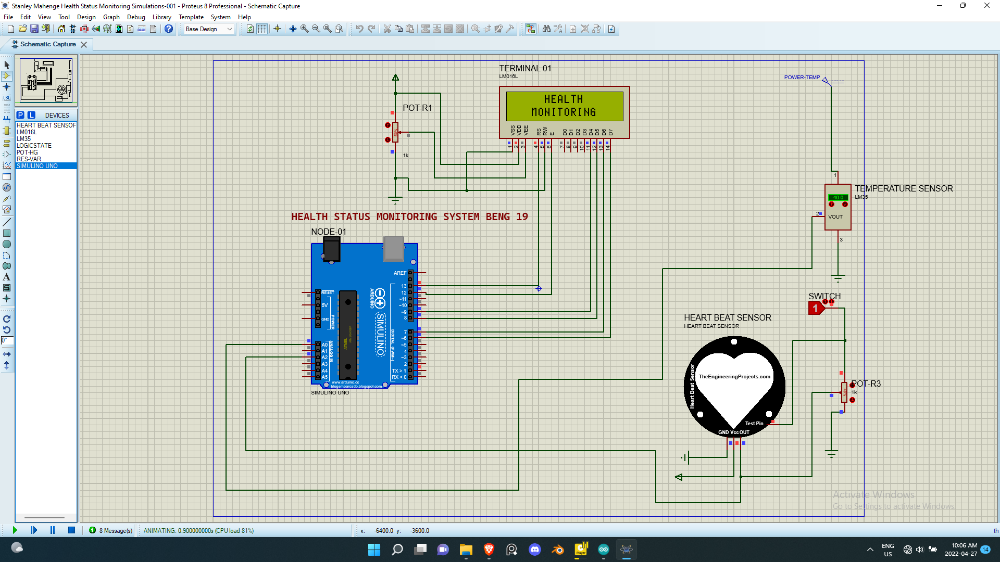 Stanley Mahenge Health Status Monitoring Simulations-001 - Proteus 8 Professional - Schematic Capture
File Edit View Tool Design Graph Debug Library Template System Help
Base Design
Schematic Capture
P L DEVICES
HEART BEAT SENSOF
LM016L
LM35
LOGICSTATE
POT-HG
RES-VAR
SIMULINO UNO
LBL
A
S
0°
TERMINAL 01
LM016L
HEALTH
MONITORING
VSS VDD VEE RS RW E D0 D1 D2 D3 D4 D5 D6 D7
1 2 3 4 5 6 7 8 9 10 11 12 13 14
POT-R1
50%
1k
POWER-TEMP
1
TEMPERATURE SENSOR
LM35
40.0
2
VOUT
3
HEALTH STATUS MONITORING SYSTEM BENG 19
NODE-01
AREF
13
12
~11
~10
~9
8
7
~6
~5
4
~3
2
TX > 1
RX < 0
RESET
5V
GND
POWER
A0
A1
A2
A3
A4
A5
ANALOG IN
ATMEL
ARDUINO
SIMULINO
DIGITAL (PWM~)
www.arduino.cc
blogembarcado.blogspot.com
SIMULINO UNO
SWITCH
1
HEART BEAT SENSOR
HEART BEAT SENSOR
TheEngineeringProjects.com
Heart Beat Sensor
Test Pin
GND Vcc OUT
POT-R3
1k
48%
Activate Windows
Go to Settings to activate Windows.
8 Message(s)
ANIMATING: 0.900000000s (CPU load 81%)
x: -6400.0 y: -3600.0
th
Player
ENG
US
10:06 AM
2022-04-27
14